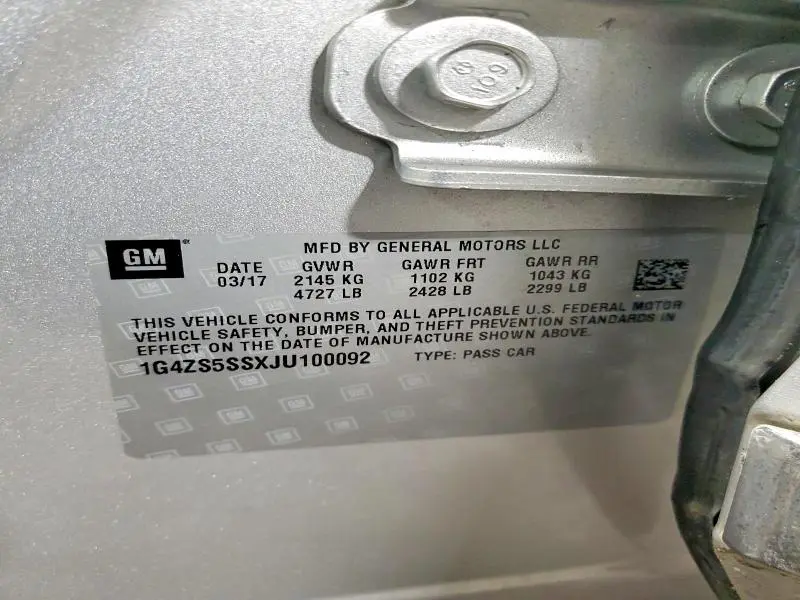 GM
MFD BY GENERAL MOTORS LLC
DATE GVWR GAWR FRT GAWR RR
03/17 2145 KG 1102 KG 1043 KG
4727 LB 2428 LB 2299 LB
THIS VEHICLE CONFORMS TO ALL APPLICABLE U.S. FEDERAL MOTOR
VEHICLE SAFETY, BUMPER, AND THEFT PREVENTION STANDARDS IN
EFFECT ON THE DATE OF MANUFACTURE SHOWN ABOVE.
1G4ZS5SSXJU100092 TYPE: PASS CAR